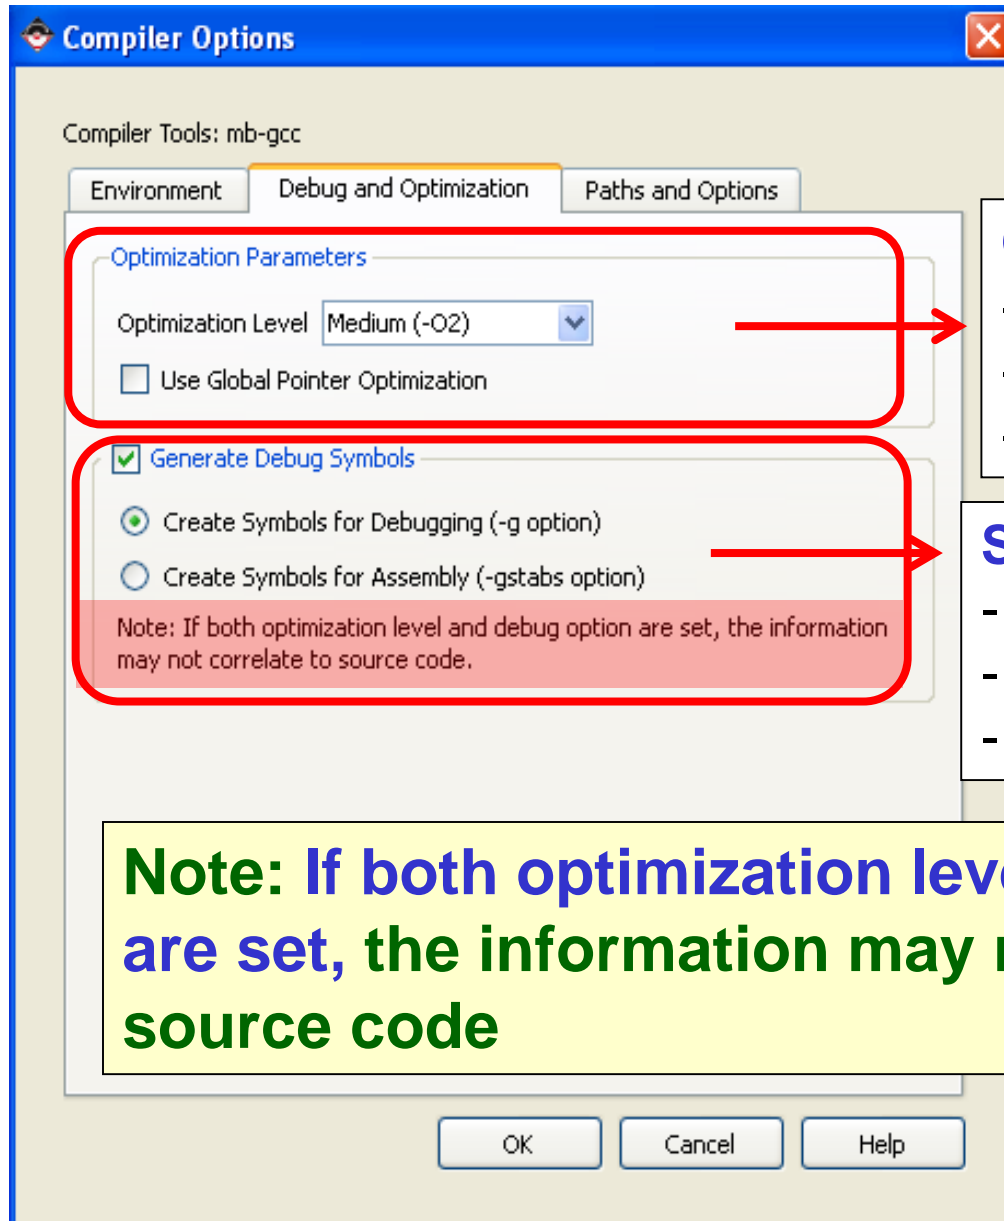 Compiler Options
Compiler Tools: mb-gcc
Environment
Debug and Optimization
Paths and Options
Optimization Parameters
Optimization Level
Medium (-O2)
Use Global Pointer Optimization
Generate Debug Symbols
Create Symbols for Debugging (-g option)
Create Symbols for Assembly (-gstabs option)
Note: If both optimization level and debug option are set, the information
may not correlate to source code.
-
-
-
Note: If both optimization
are set, the information may
source code
OK
Cancel
Help